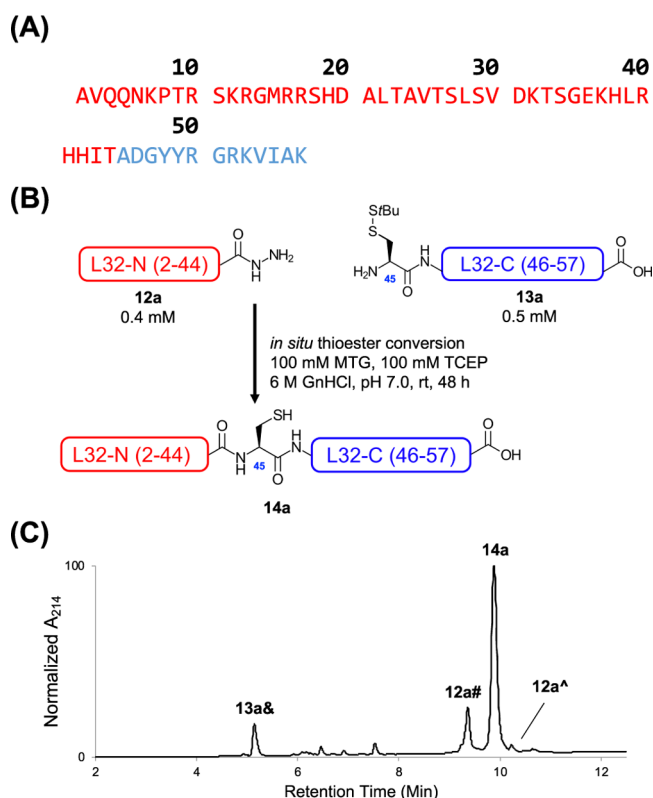 (A)
10 20 30 40
AVQQNKPTR SKRGMRRSHD ALTAVTSLSV DKTSGEKHLR
50
HHITADGYYR GRKVIAK
(B)
StBu
S
L32-N (2-44)
O
N
H
NH₂
12a
0.4 mM
H₂N
45
O
H
N
L32-C (46-57)
O
OH
13a
0.5 mM
in situ thioester conversion
100 mM MTG, 100 mM TCEP
6 M GnHCl, pH 7.0, rt, 48 h
L32-N (2-44)
O
N
H
45
SH
O
H
N
L32-C (46-57)
O
OH
14a
(C)
Normalized A₂₁₄
100
0
13a&
12a#
14a
12a^
2 4 6 8 10 12
Retention Time (Min)